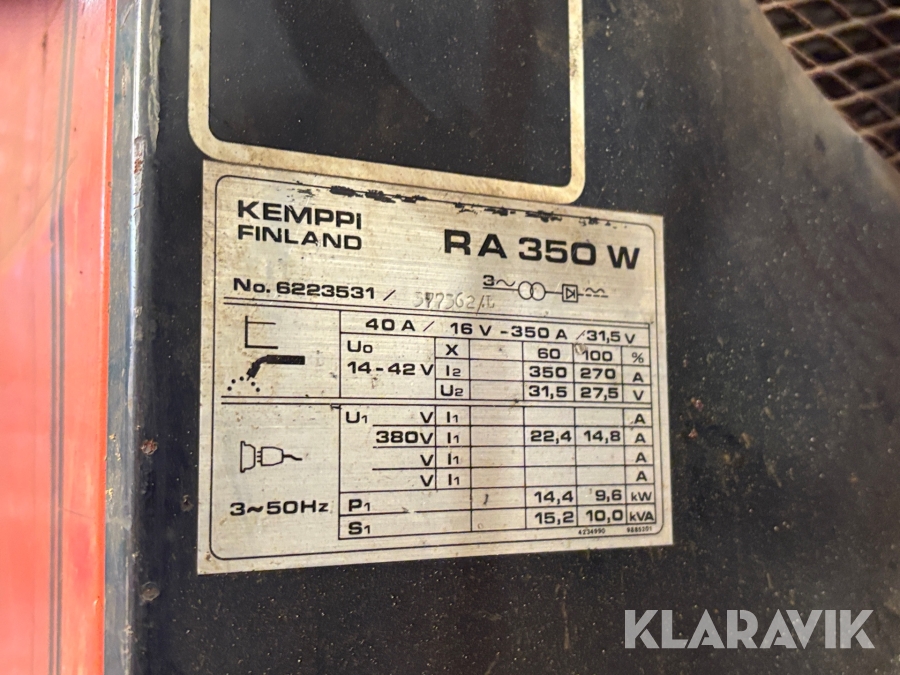 KEMPPI
FINLAND
RA 350 W
No. 6223531 /
3~
40 A / 16 V - 350 A / 31,5 V
U0 X 60 100 %
14 - 42 V I2 350 270 A
U2 31,5 27,5 V
U1 V I1 A
380V I1 22,4 14,8 A
V I1 A
V I1 A
3~50Hz P1 14,4 9,6 kW
S1 15,2 10,0 kVA
4234990
KLARAVIK